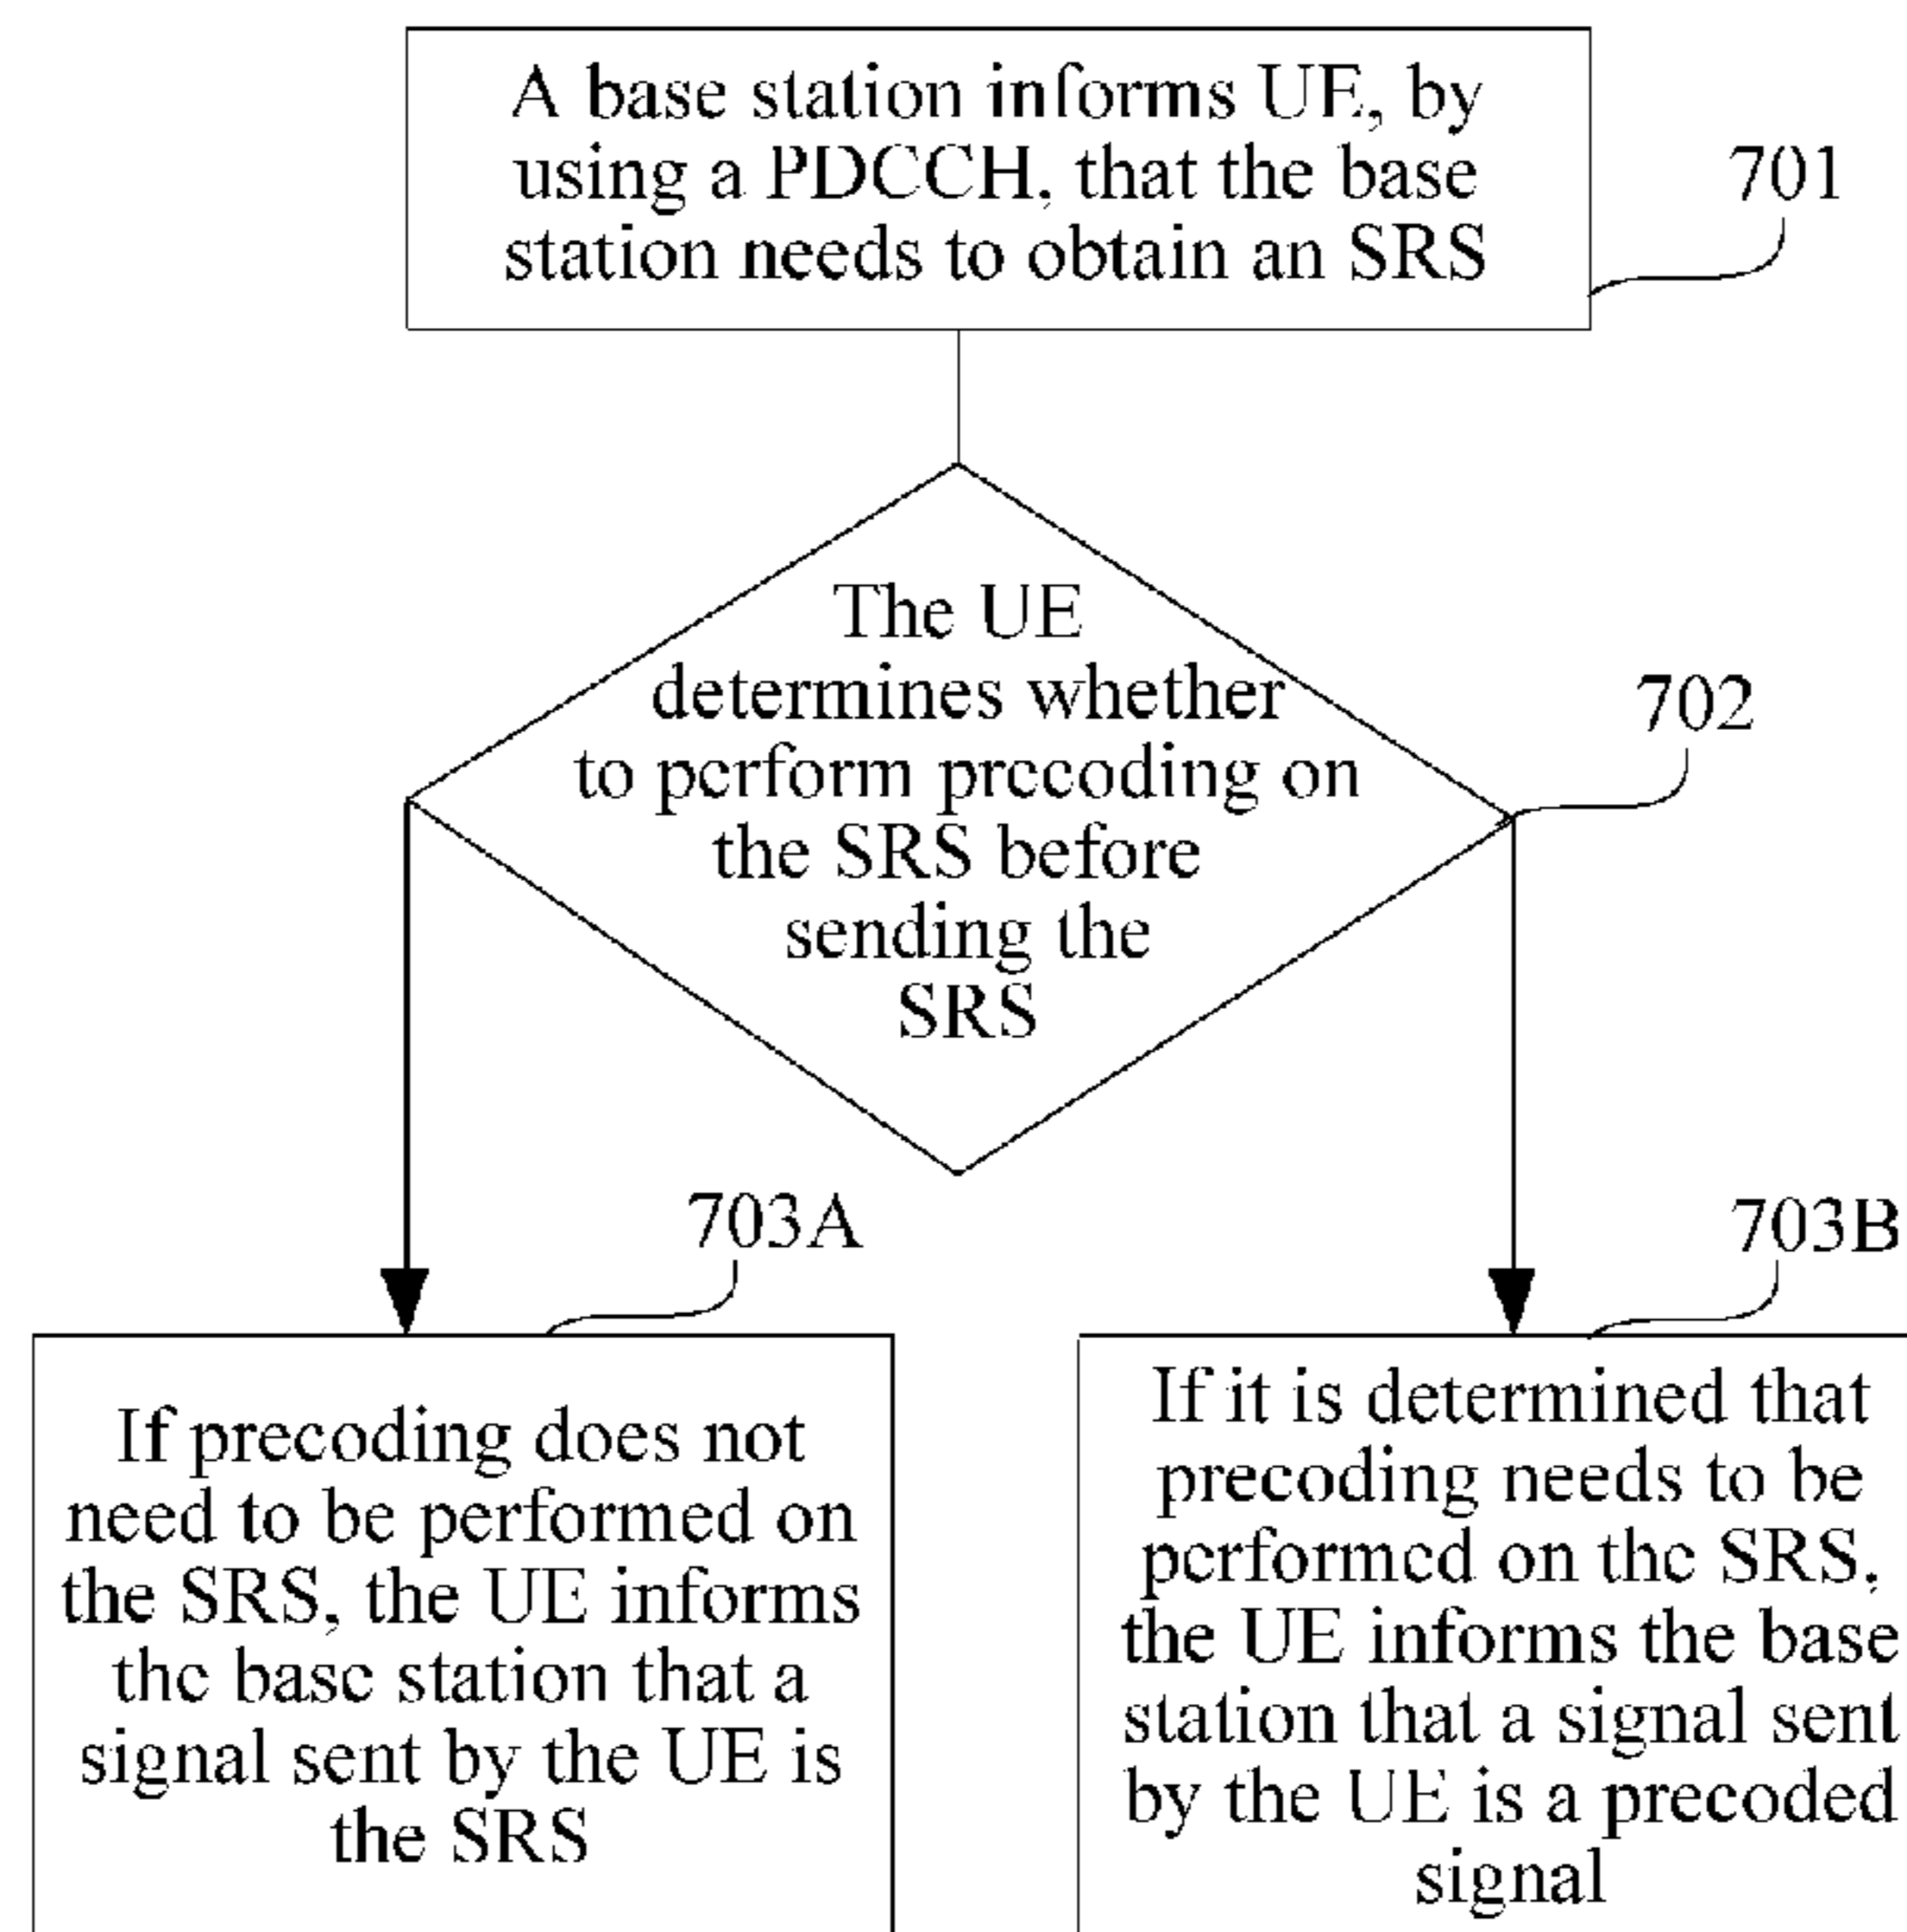 A base station informs UE, by
using a PDCCH, that the base
station needs to obtain an SRS
701
The UE
determines whether
to perform precoding on
the SRS before
sending the
SRS
702
703A
If precoding does not
need to be performed on
the SRS, the UE informs
the base station that a
signal sent by the UE is
the SRS
703B
If it is determined that
precoding needs to be
performed on the SRS,
the UE informs the base
station that a signal sent
by the UE is a precoded
signal